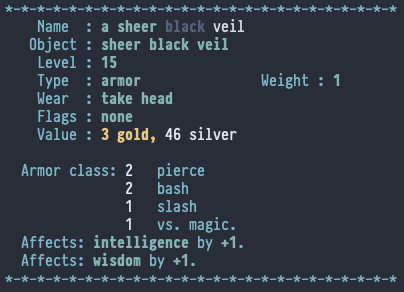 *-*-*-*-*-*-*-*-*-*-*-*-*-*-*-*-*-*-*-*-*-*-*-*-*
Name : a sheer black veil
Object : sheer black veil
Level : 15
Type : armor Weight : 1
Wear : take head
Flags : none
Value : 3 gold, 46 silver
Armor class: 2 pierce
2 bash
1 slash
1 vs. magic.
Affects: intelligence by +1.
Affects: wisdom by +1.
*-*-*-*-*-*-*-*-*-*-*-*-*-*-*-*-*-*-*-*-*-*-*-*-*